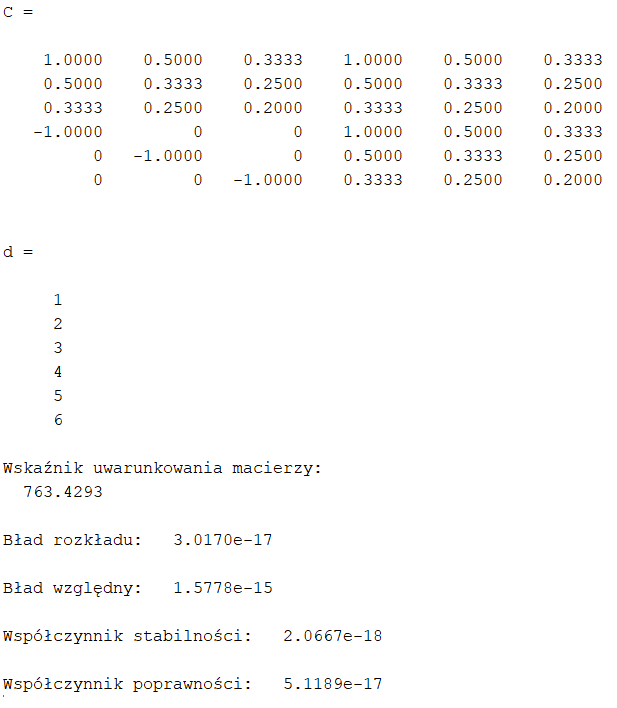 C =
1.0000 0.5000 0.3333 1.0000 0.5000 0.3333
0.5000 0.3333 0.2500 0.5000 0.3333 0.2500
0.3333 0.2500 0.2000 0.3333 0.2500 0.2000
-1.0000 0 0 1.0000 0.5000 0.3333
0 -1.0000 0 0.5000 0.3333 0.2500
0 0 -1.0000 0.3333 0.2500 0.2000
d =
1
2
3
4
5
6
Wskaźnik uwarunkowania macierzy:
763.4293
Bład rozkładu: 3.0170e-17
Bład względny: 1.5778e-15
Współczynnik stabilności: 2.0667e-18
Współczynnik poprawności: 5.1189e-17